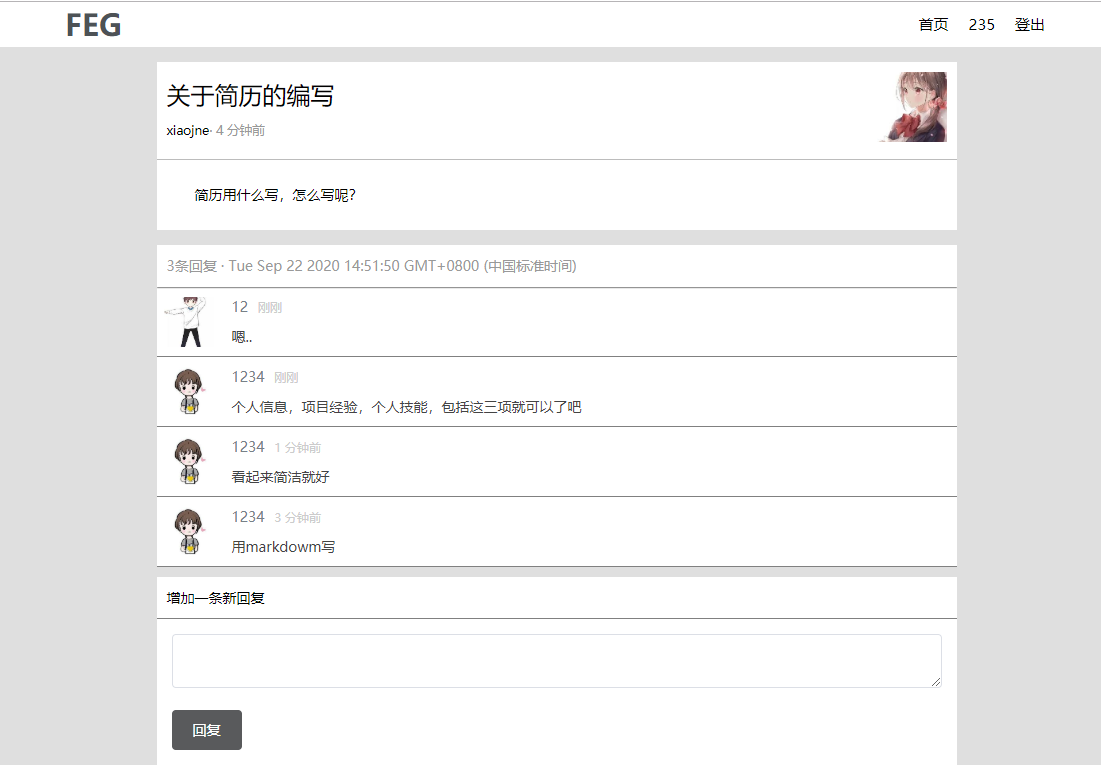 FEG
首页 235 登出
关于简历的编写
xiaojne· 4 分钟前
简历用什么写，怎么写呢？
3条回复 · Tue Sep 22 2020 14:51:50 GMT+0800 (中国标准时间)
12 刚刚
嗯..
1234 刚刚
个人信息，项目经验，个人技能，包括这三项就可以了吧
1234 1 分钟前
看起来简洁就好
1234 3 分钟前
用markdowm写
增加一条新回复
回复